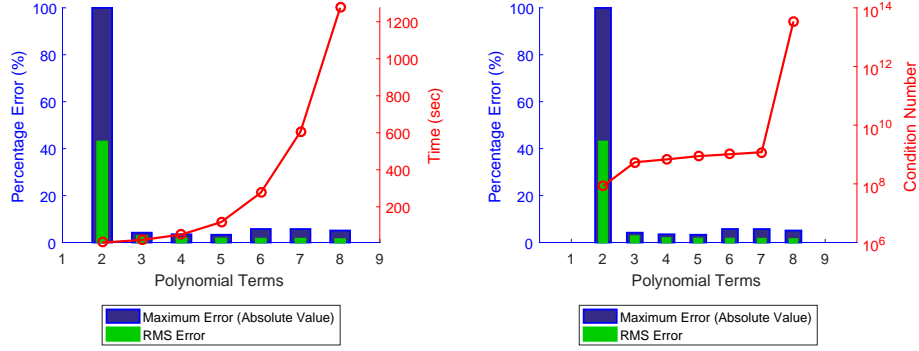 100
80
60
40
20
0
Percentage Error (%)
1200
1000
800
600
400
200
Time (sec)
1 2 3 4 5 6 7 8 9
Polynomial Terms
Maximum Error (Absolute Value)
RMS Error
100
80
60
40
20
0
Percentage Error (%)
10^14
10^12
10^10
10^8
10^6
Condition Number
1 2 3 4 5 6 7 8 9
Polynomial Terms
Maximum Error (Absolute Value)
RMS Error